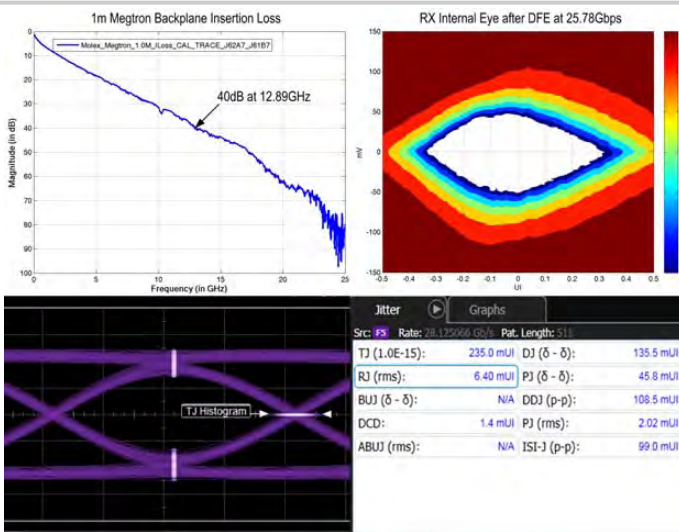 1m Megtron Backplane Insertion Loss
Molex_Megtron_1.0M_ILoss_CAL_TRACE_J62A7_J61B7
40dB at 12.89GHz
Magnitude (in dB)
0
10
20
30
40
50
60
70
80
90
100
0
5
10
15
20
25
Frequency (in GHz)
RX Internal Eye after DFE at 25.78Gbps
mV
150
100
50
0
-50
-100
-150
-0.5
-0.4
-0.3
-0.2
-0.1
0
0.1
0.2
0.3
0.4
0.5
UI
TJ Histogram
Jitter
Graphs
Src: F5 Rate: 28.125066 Gb/s Pat. Length: 511
TJ (1.0E-15): 235.0 mUI DJ (δ - δ): 135.5 mUI
RJ (rms): 6.40 mUI PJ (δ - δ): 45.8 mUI
BUJ (δ - δ): N/A DDJ (p-p): 108.5 mUI
DCD: 1.4 mUI PJ (rms): 2.02 mUI
ABUJ (rms): N/A ISI-J (p-p): 99.0 mUI